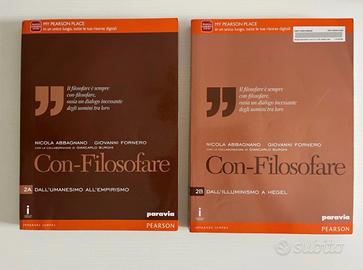 MY PEARSON PLACE
in un unico luogo, tutte le tue risorse digitali
Il filosofare è sempre
con-filosofare,
ossia un dialogo incessante
degli uomini tra loro
NICOLA ABBAGNANO GIOVANNI FORNERO
CON LA COLLABORAZIONE DI GIANCARLO BURGHI
Con-Filosofare
2A DALL'UMANESIMO ALL'EMPIRISMO
paravia
PEARSON
MY PEARSON PLACE
in un unico luogo, tutte le tue risorse digitali
Il filosofare è sempre
con-filosofare,
ossia un dialogo incessante
degli uomini tra loro
NICOLA ABBAGNANO GIOVANNI FORNERO
CON LA COLLABORAZIONE DI GIANCARLO BURGHI
Con-Filosofare
2B DALL'ILLUMINISMO A HEGEL
paravia
PEARSON
subito